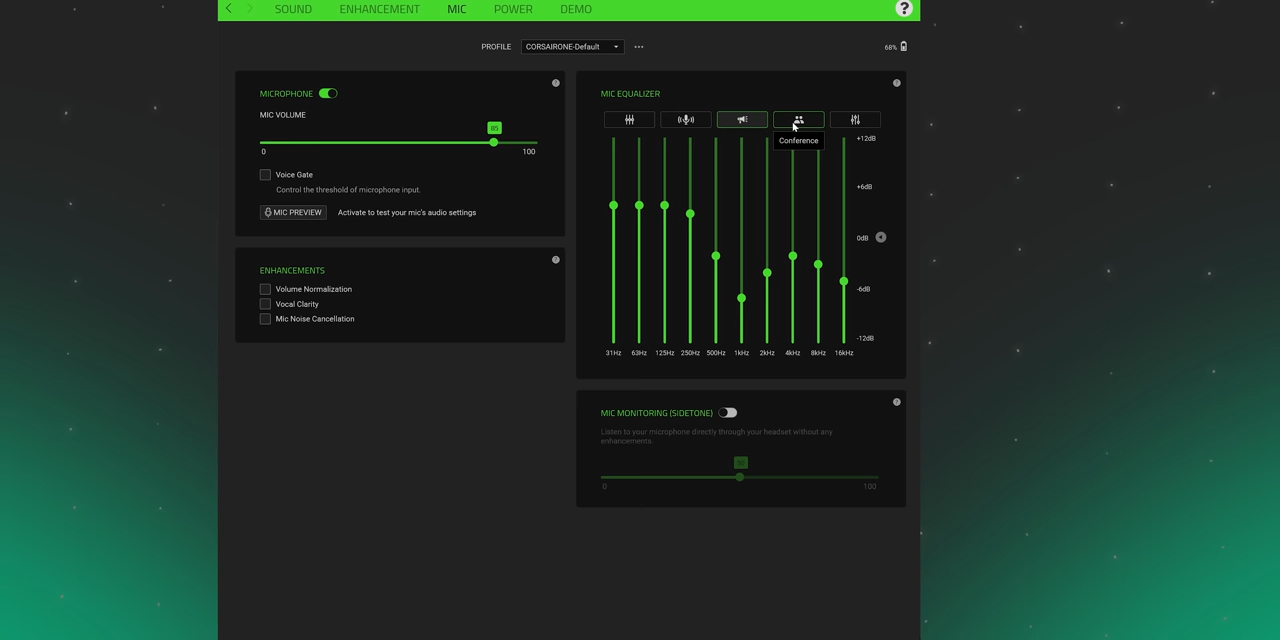 SOUND ENHANCEMENT MIC POWER DEMO ?
PROFILE CORSAIRONE-Default 68%
MICROPHONE
MIC VOLUME
85
0 100
Voice Gate
Control the threshold of microphone input.
MIC PREVIEW Activate to test your mic's audio settings
ENHANCEMENTS
Volume Normalization
Vocal Clarity
Mic Noise Cancellation
MIC EQUALIZER
Conference
+12dB
+6dB
0dB
-6dB
-12dB
31Hz 63Hz 125Hz 250Hz 500Hz 1kHz 2kHz 4kHz 8kHz 16kHz
MIC MONITORING (SIDETONE)
Listen to your microphone directly through your headset without any
enhancements.
0 100